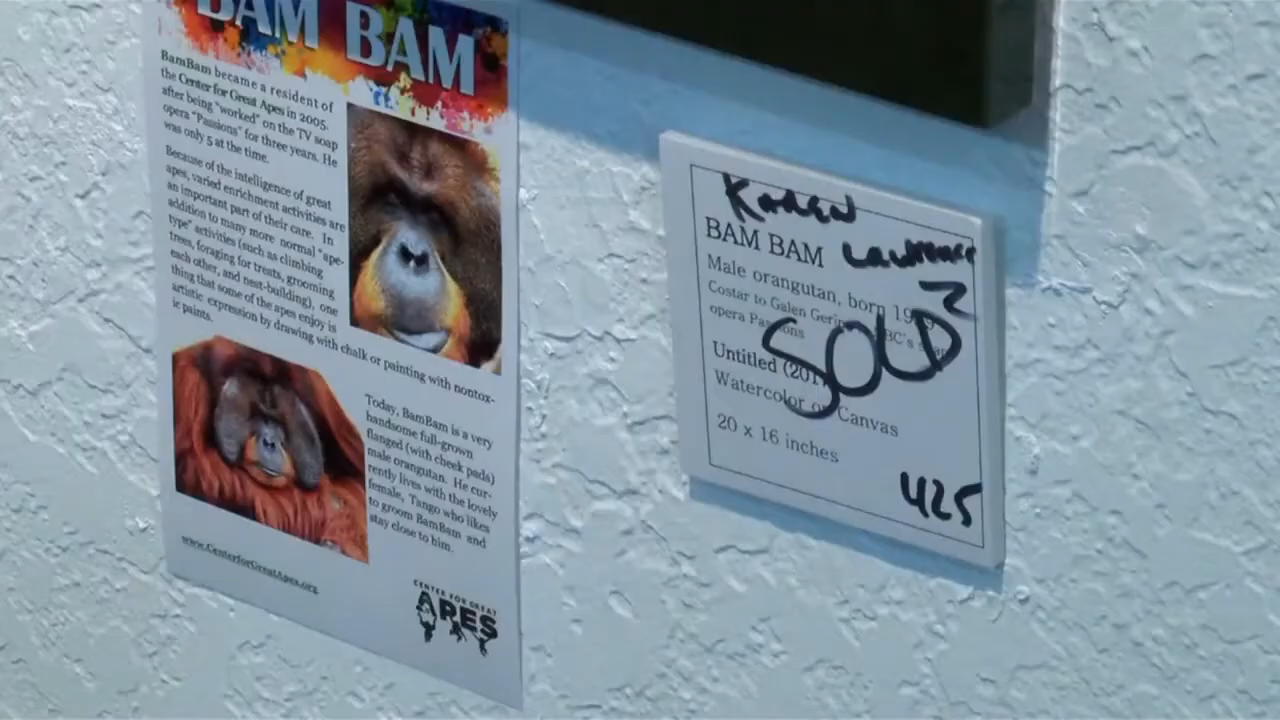 BAM BAM
BamBam became a resident of
the Center for Great Apes in 2005,
after being "worked" on the TV soap
opera "Passions" for three years. He
was only 5 at the time.
Because of the intelligence of great
apes, varied enrichment activities are
an important part of their care. In
addition to many more normal "ape-
type" activities (such as climbing
trees, foraging for treats, grooming
each other, and nest-building), one
thing that some of the apes enjoy is
artistic expression by drawing with chalk or painting with nontox-
ic paints.
Today, BamBam is a very
handsome full-grown
flanged (with cheek pads)
male orangutan. He cur-
rently lives with the lovely
female, Tango who likes
to groom BamBam and
stay close to him.
www.CenterforGreatApes.org
CENTER FOR GREAT
APES
BAM BAM
Lawrence
Male orangutan, born
Costar to Galen
opera Passions
SOLD
Untitled
Watercolor on Canvas
20 x 16 inches
425